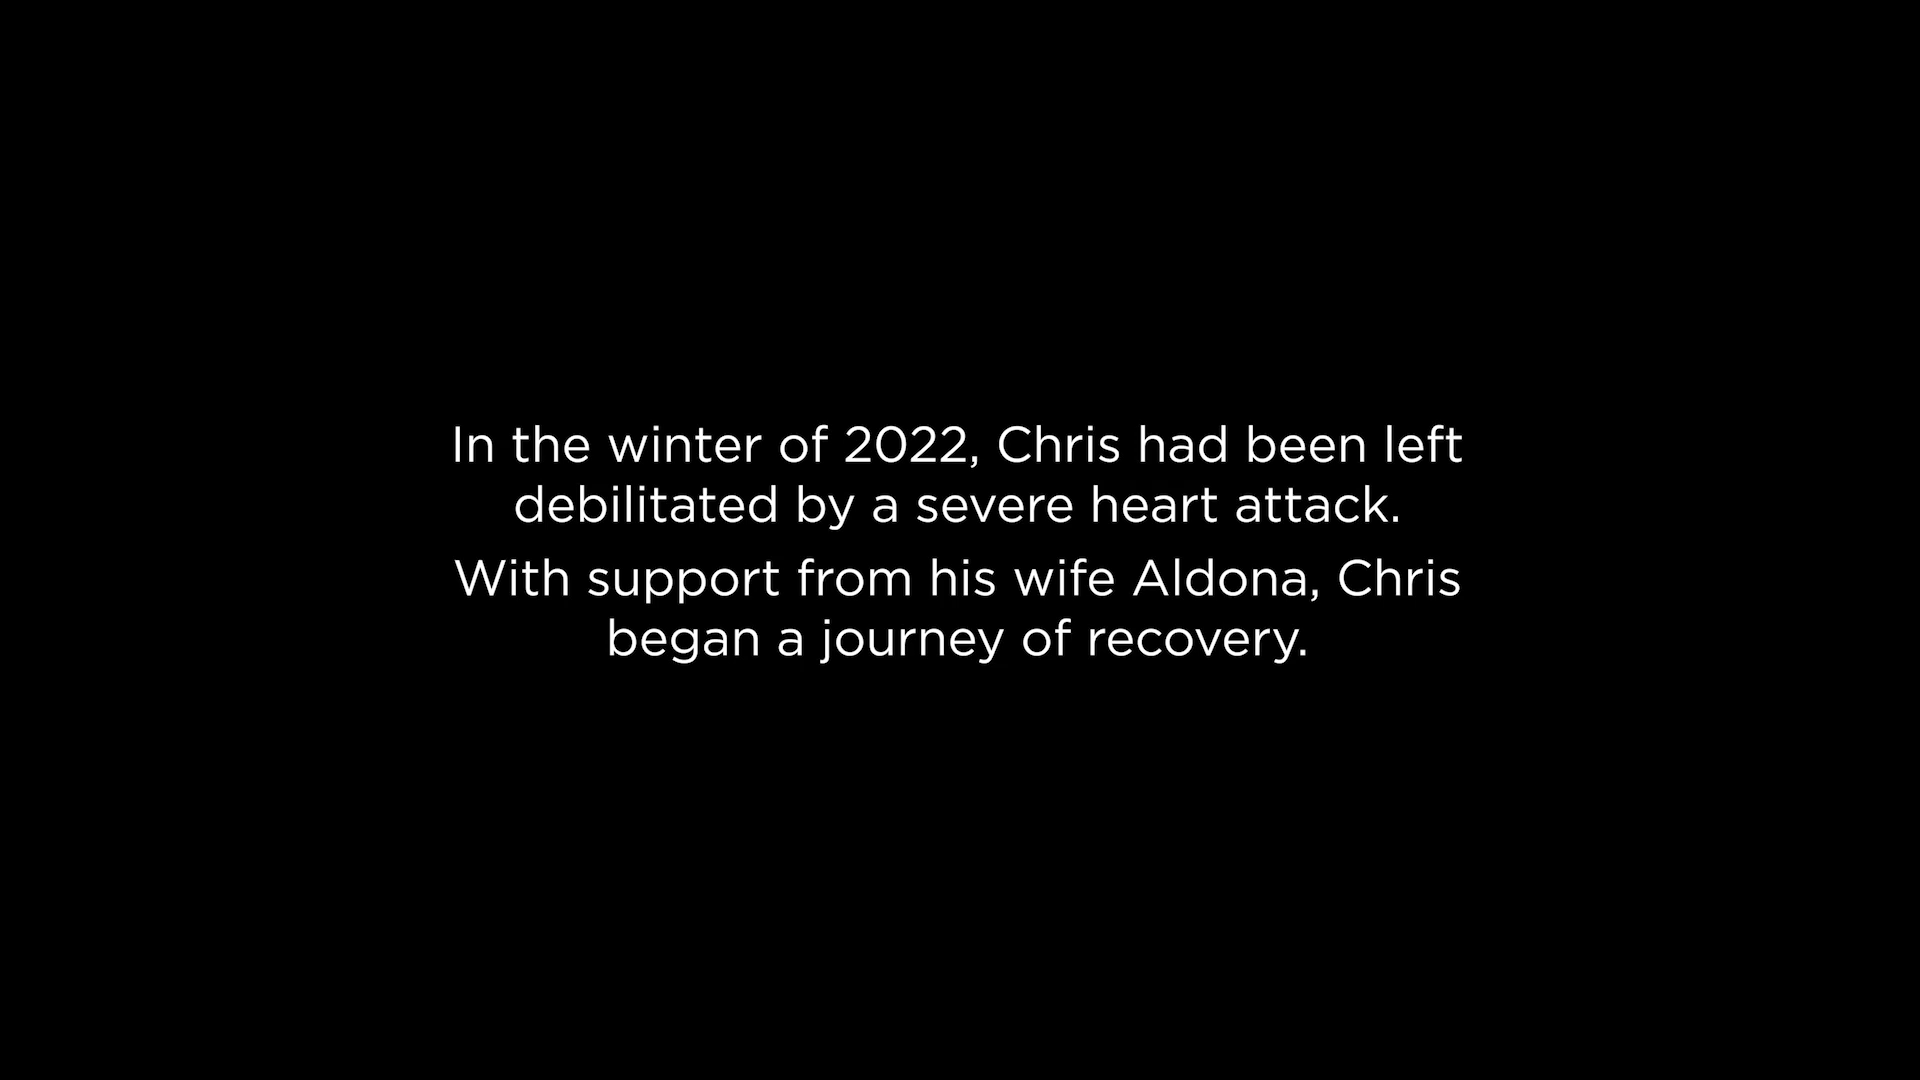 In the winter of 2022, Chris had been left
debilitated by a severe heart attack.
With support from his wife Aldona, Chris
began a journey of recovery.